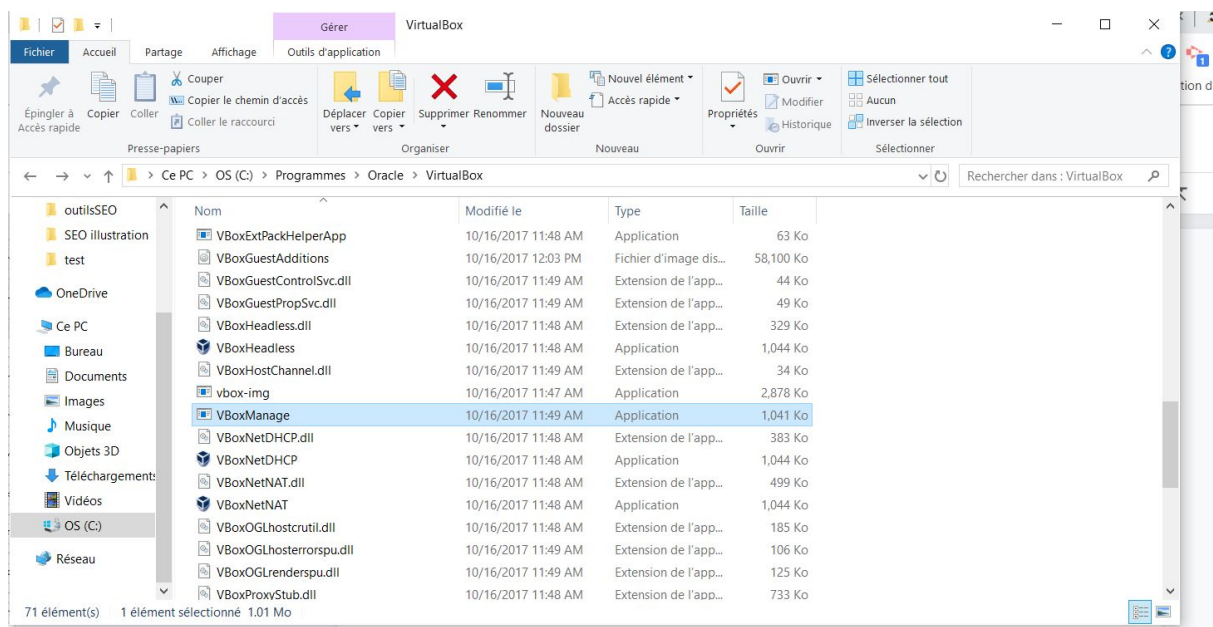 Gérer
VirtualBox
Fichier Accueil Partage Affichage Outils d'application
Épingler à Accès rapide
Copier
Coller
Couper
Copier le chemin d'accès
Coller le raccourci
Presse-papiers
Déplacer vers
Copier vers
Supprimer
Renommer
Organiser
Nouveau dossier
Nouvel élément
Accès rapide
Nouveau
Propriétés
Ouvrir
Modifier
Historique
Ouvrir
Sélectionner tout
Aucun
Inverser la sélection
Sélectionner
1
tion d
> Ce PC > OS (C:) > Programmes > Oracle > VirtualBox
Rechercher dans : VirtualBox
outilsSEO
SEO illustration
test
OneDrive
Ce PC
Bureau
Documents
Images
Musique
Objets 3D
Téléchargements
Vidéos
OS (C:)
Réseau
Nom Modifié le Type Taille
VBoxExtPackHelperApp 10/16/2017 11:48 AM Application 63 Ko
VBoxGuestAdditions 10/16/2017 12:03 PM Fichier d'image dis... 58,100 Ko
VBoxGuestControlSvc.dll 10/16/2017 11:49 AM Extension de l'app... 44 Ko
VBoxGuestPropSvc.dll 10/16/2017 11:49 AM Extension de l'app... 49 Ko
VBoxHeadless.dll 10/16/2017 11:48 AM Extension de l'app... 329 Ko
VBoxHeadless 10/16/2017 11:48 AM Application 1,044 Ko
VBoxHostChannel.dll 10/16/2017 11:49 AM Extension de l'app... 34 Ko
vbox-img 10/16/2017 11:47 AM Application 2,878 Ko
VBoxManage 10/16/2017 11:49 AM Application 1,041 Ko
VBoxNetDHCP.dll 10/16/2017 11:48 AM Extension de l'app... 383 Ko
VBoxNetDHCP 10/16/2017 11:48 AM Application 1,044 Ko
VBoxNetNAT.dll 10/16/2017 11:48 AM Extension de l'app... 499 Ko
VBoxNetNAT 10/16/2017 11:48 AM Application 1,044 Ko
VBoxOGLhostcrutil.dll 10/16/2017 11:48 AM Extension de l'app... 185 Ko
VBoxOGLhosterrorspu.dll 10/16/2017 11:49 AM Extension de l'app... 106 Ko
VBoxOGLrenderspu.dll 10/16/2017 11:49 AM Extension de l'app... 125 Ko
VBoxProxyStub.dll 10/16/2017 11:48 AM Extension de l'app... 733 Ko
71 élément(s) 1 élément sélectionné 1.01 Mo